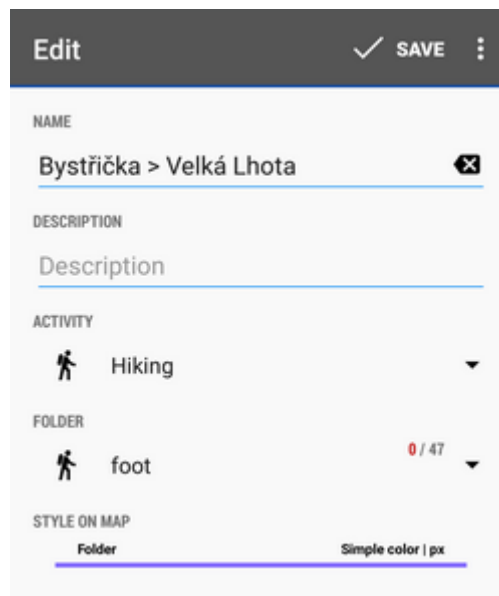 Edit SAVE
NAME
Bystřička > Velká Lhota
DESCRIPTION
Description
ACTIVITY
Hiking
FOLDER
foot 0 / 47
STYLE ON MAP
Folder Simple color | px